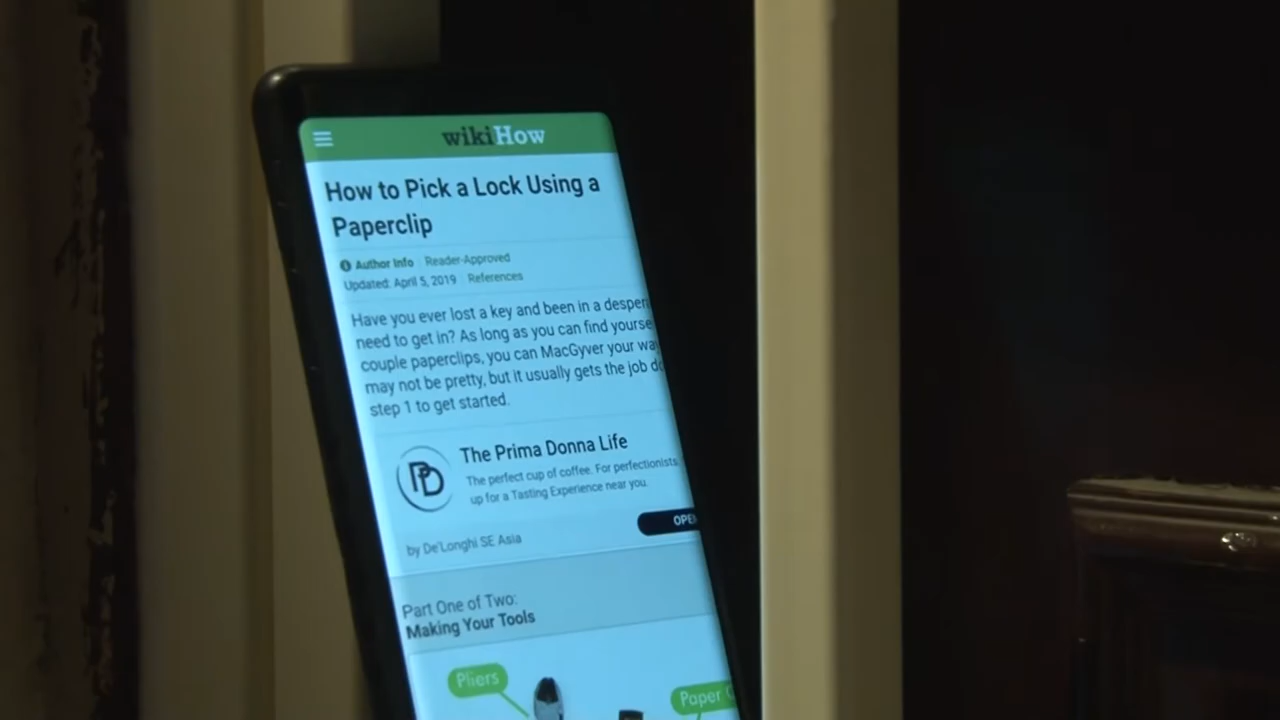 wikiHow
How to Pick a Lock Using a
Paperclip
Author Info Reader-Approved
Updated: April 5, 2019 References
Have you ever lost a key and been in a desper
need to get in? As long as you can find yourse
couple paperclips, you can MacGyver your wa
may not be pretty, but it usually gets the job do
step 1 to get started.
PD
The Prima Donna Life
The perfect cup of coffee. For perfectionists
up for a Tasting Experience near you.
OPEN
by De'Longhi SE Asia
Part One of Two:
Making Your Tools
Pliers
Paper